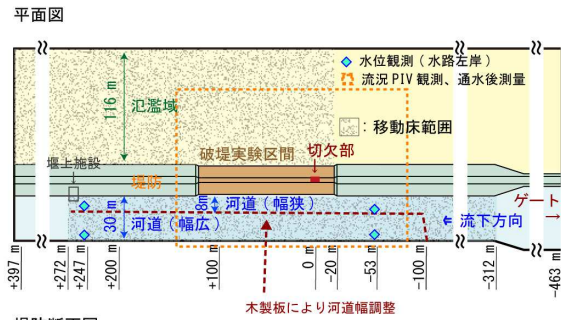 平面図
水位観測(水路左岸)
流況PIV観測、通水後測量
:移動床範囲
116 m
氾濫域
破堤実験区間
切欠部
堰上施設
堤防
ゲート
30 m
8m
河道(幅狭)
河道(幅広)
流下方向
+397 m
+272 m
+247 m
+200 m
+100 m
0 m
-20 m
-53 m
-100 m
-312 m
-463 m
木製板により河道幅調整